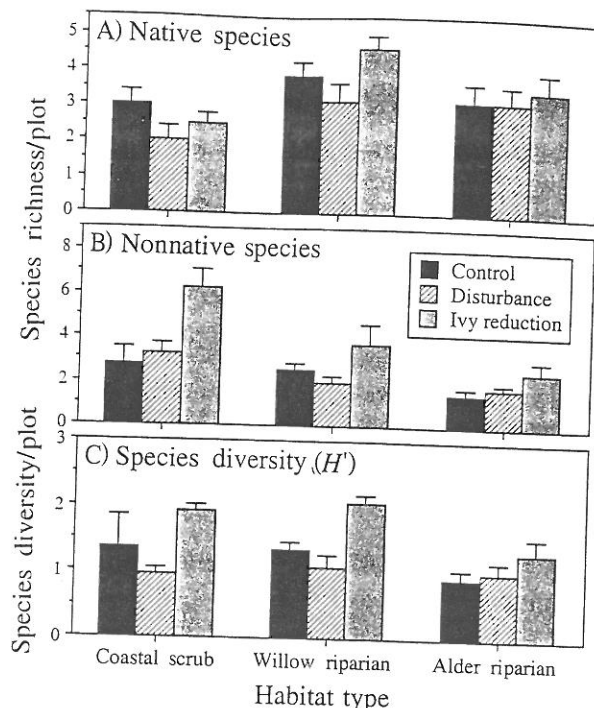 A) Native species
5
4
3
2
1
0
Species richness/plot
B) Nonnative species
8
6
4
2
0
Control
Disturbance
Ivy reduction
C) Species diversity (H')
3
2
1
0
Species diversity/plot
Coastal scrub Willow riparian Alder riparian
Habitat type